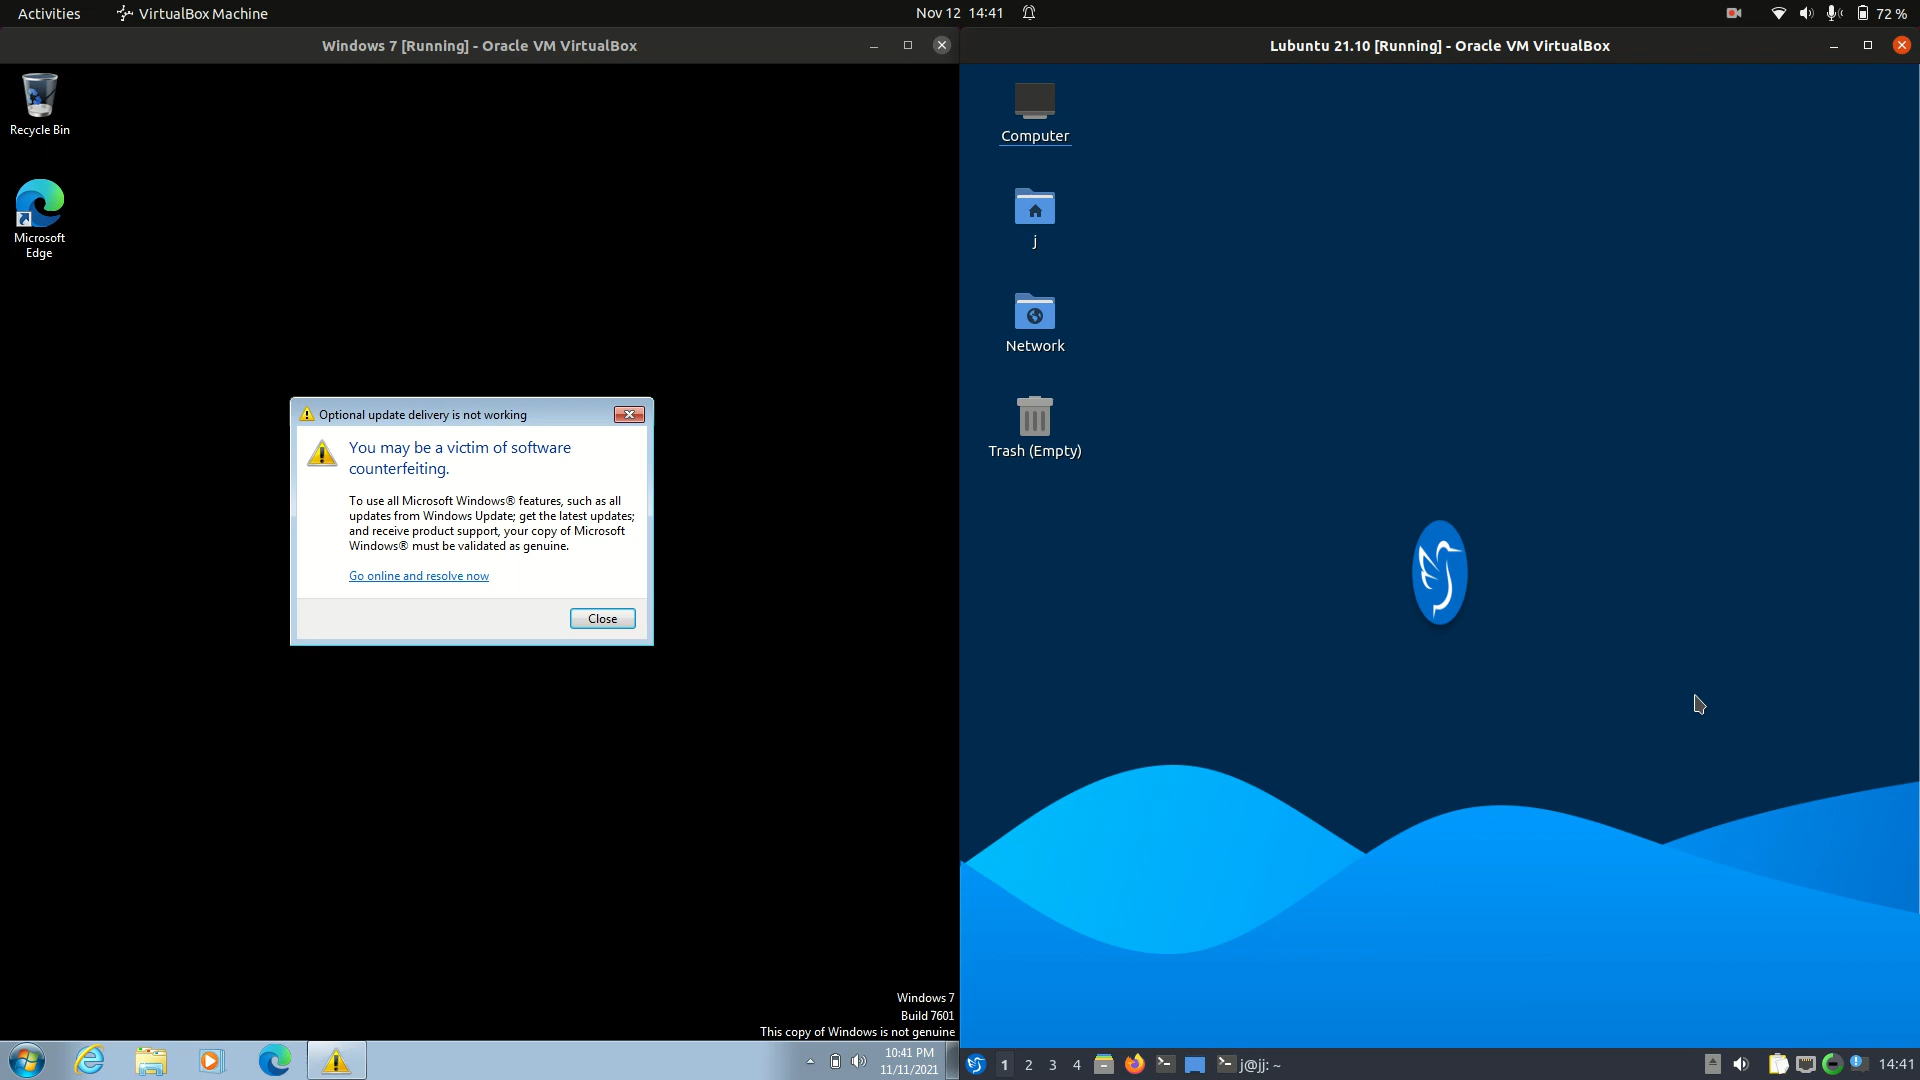 Activities
VirtualBox Machine
Nov 12 14:41
72 %
Windows 7 [Running] - Oracle VM VirtualBox
Recycle Bin
Microsoft
Edge
Optional update delivery is not working
You may be a victim of software
counterfeiting.
To use all Microsoft Windows® features, such as all
updates from Windows Update; get the latest updates;
and receive product support, your copy of Microsoft
Windows® must be validated as genuine.
Go online and resolve now
Close
Windows 7
Build 7601
This copy of Windows is not genuine
10:41 PM
11/11/2021
Lubuntu 21.10 [Running] - Oracle VM VirtualBox
Computer
j
Network
Trash (Empty)
1 2 3 4
j@jj: ~
14:41